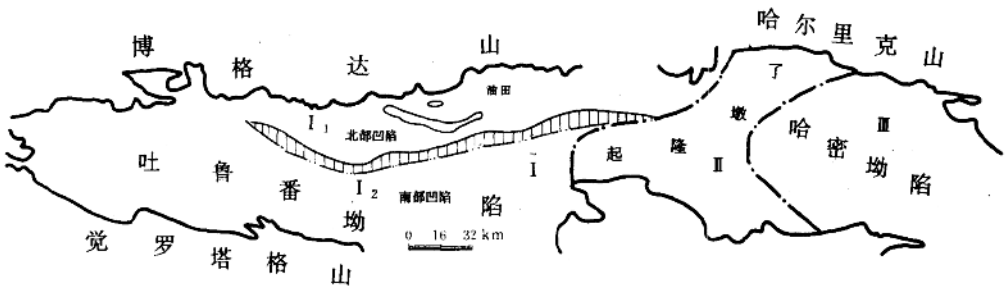 博格达山
哈尔里克山
油田
I1
北部凹陷
了墩隆起
II
哈密坳陷
III
吐鲁番坳陷
I
I2
南部凹陷
0 16 32 km
觉罗塔格山